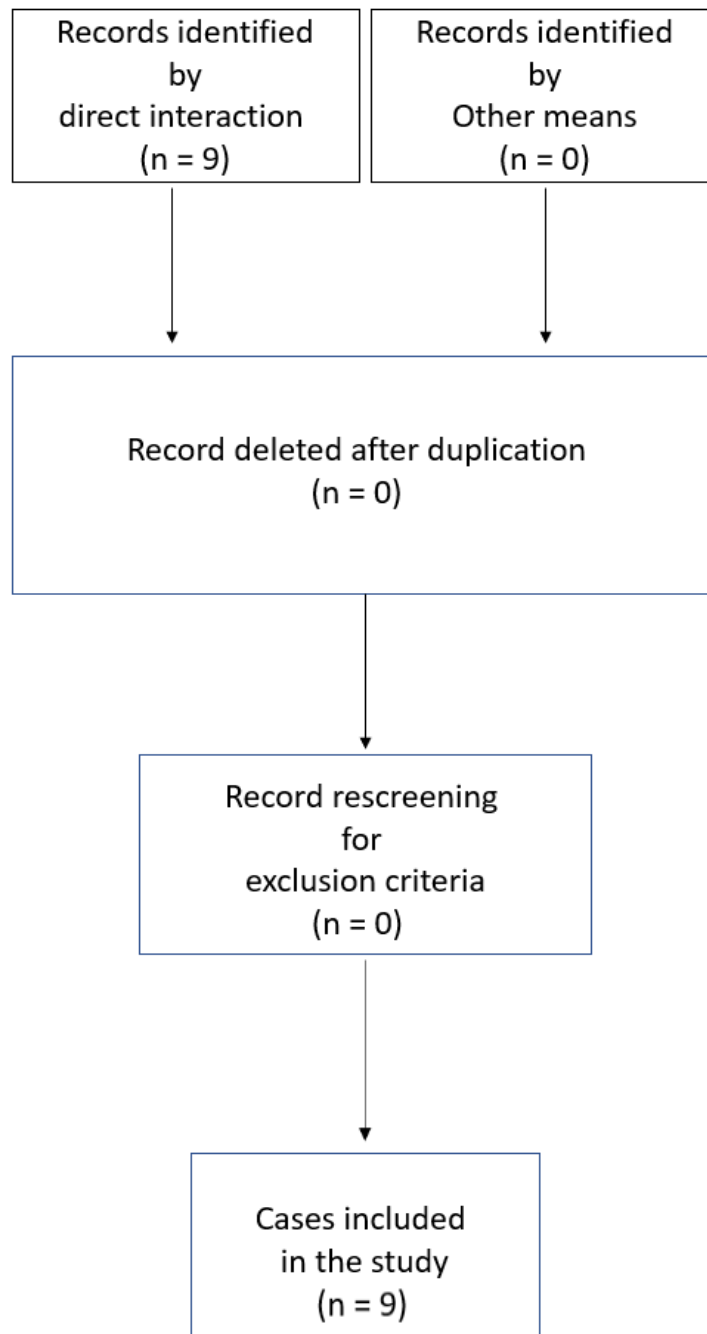 Records identified
by
direct interaction
(n = 9)
Records identified
by
Other means
(n = 0)
Record deleted after duplication
(n = 0)
Record rescreening
for
exclusion criteria
(n = 0)
Cases included
in the study
(n = 9)